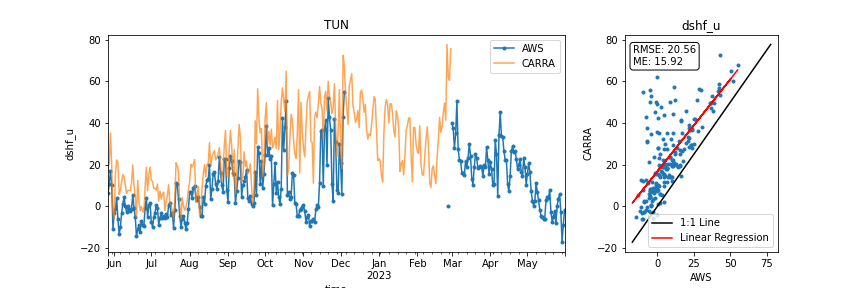 TUN
dshf_u
80
60
40
20
0
−20
dshf_u
AWS
CARRA
Jun
Jul
Aug
Sep
Oct
Nov
Dec
Jan
2023
Feb
Mar
Apr
May
time
80
60
40
20
0
−20
CARRA
RMSE: 20.56
ME: 15.92
1:1 Line
Linear Regression
0
25
50
75
AWS